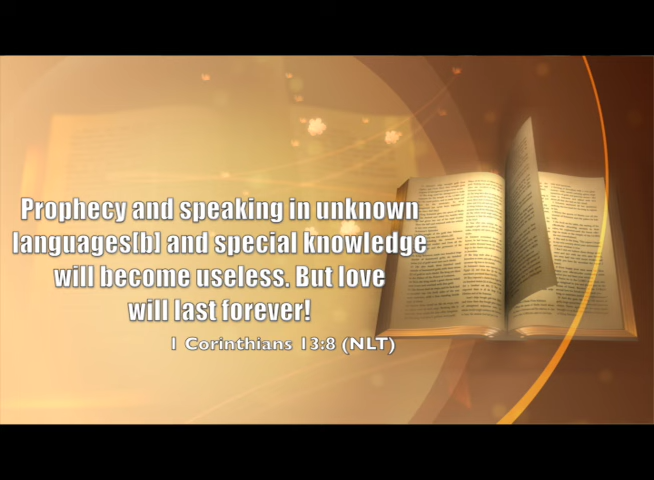 Prophecy and speaking in unknown
languages[b] and special knowledge
will become useless. But love
will last forever!
1 Corinthians 13:8 (NLT)